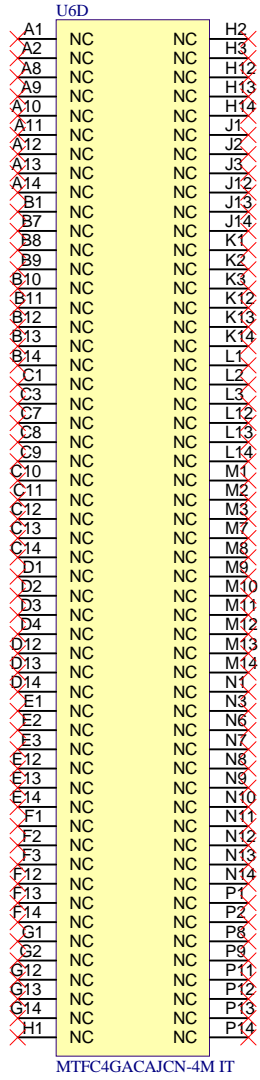 U6D
A1 NC NC H2
A2 NC NC H3
A8 NC NC H12
A9 NC NC H13
A10 NC NC H14
A11 NC NC J1
A12 NC NC J2
A13 NC NC J3
A14 NC NC J12
B1 NC NC J13
B7 NC NC J14
B8 NC NC K1
B9 NC NC K2
B10 NC NC K3
B11 NC NC K12
B12 NC NC K13
B13 NC NC K14
B14 NC NC L1
C1 NC NC L2
C3 NC NC L3
C7 NC NC L12
C8 NC NC L13
C9 NC NC L14
C10 NC NC M1
C11 NC NC M2
C12 NC NC M3
C13 NC NC M7
C14 NC NC M8
D1 NC NC M9
D2 NC NC M10
D3 NC NC M11
D4 NC NC M12
D12 NC NC M13
D13 NC NC M14
D14 NC NC N1
E1 NC NC N3
E2 NC NC N6
E3 NC NC N7
E12 NC NC N8
E13 NC NC N9
E14 NC NC N10
F1 NC NC N11
F2 NC NC N12
F3 NC NC N13
F12 NC NC N14
F13 NC NC P1
F14 NC NC P2
G1 NC NC P8
G2 NC NC P9
G12 NC NC P11
G13 NC NC P12
G14 NC NC P13
H1 NC NC P14
MTFC4GACAJCN-4M IT